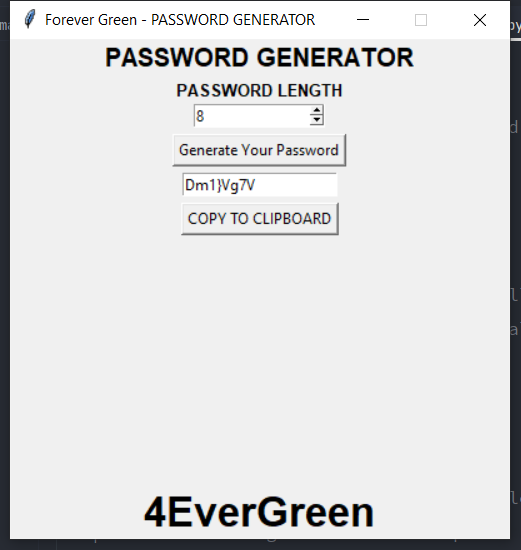 Forever Green - PASSWORD GENERATOR
PASSWORD GENERATOR
PASSWORD LENGTH
8
Generate Your Password
Dm1}Vg7V
COPY TO CLIPBOARD
4EverGreen